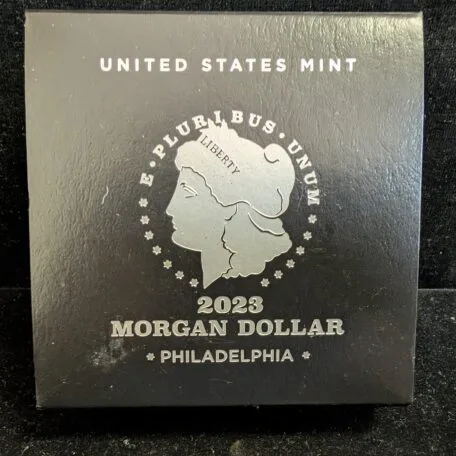 UNITED STATES MINT
E·PLURIBUS·UNUM
LIBERTY
2023
MORGAN DOLLAR
PHILADELPHIA